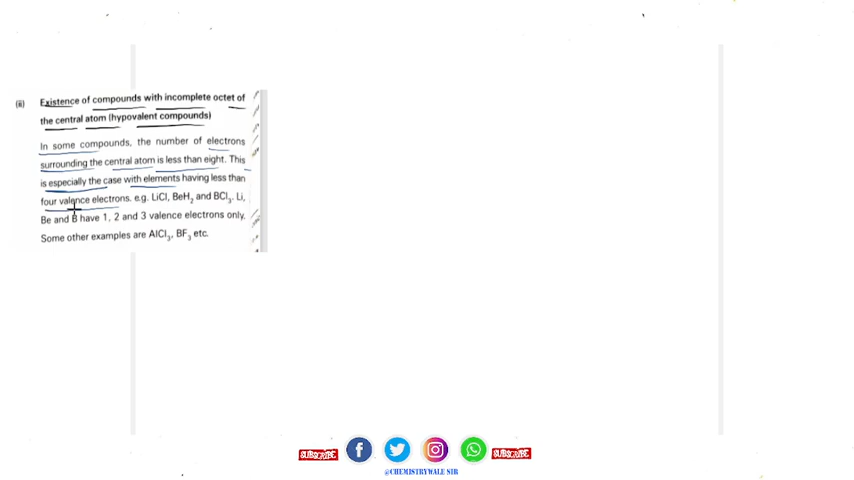 (ii) Existence of compounds with incomplete octet of
the central atom (hypovalent compounds)
In some compounds, the number of electrons
surrounding the central atom is less than eight. This
is especially the case with elements having less than
four valence electrons. e.g. LiCl, BeH₂ and BCl₃. Li,
Be and B have 1, 2 and 3 valence electrons only.
Some other examples are AlCl₃, BF₃ etc.
SUBSCRIBE SUBSCRIBE
@CHEMISTRYWALE SIR